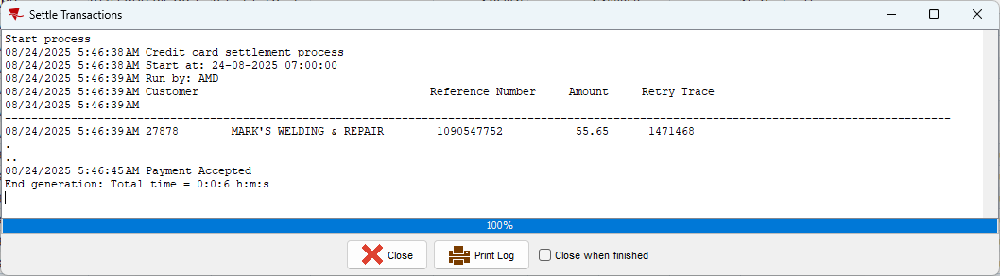 Settle Transactions
Start process
08/24/2025 5:46:38 AM Credit card settlement process
08/24/2025 5:46:38 AM Start at: 24-08-2025 07:00:00
08/24/2025 5:46:39 AM Run by: AMD
08/24/2025 5:46:39 AM Customer Reference Number Amount Retry Trace
08/24/2025 5:46:39 AM
-----------------------------------------------------------------------------------------------------------------------------------------------
08/24/2025 5:46:39 AM 27878 MARK'S WELDING & REPAIR 1090547752 55.65 1471468
.
..
08/24/2025 5:46:45 AM Payment Accepted
End generation: Total time = 0:0:6 h:m:s
100%
Close Print Log Close when finished